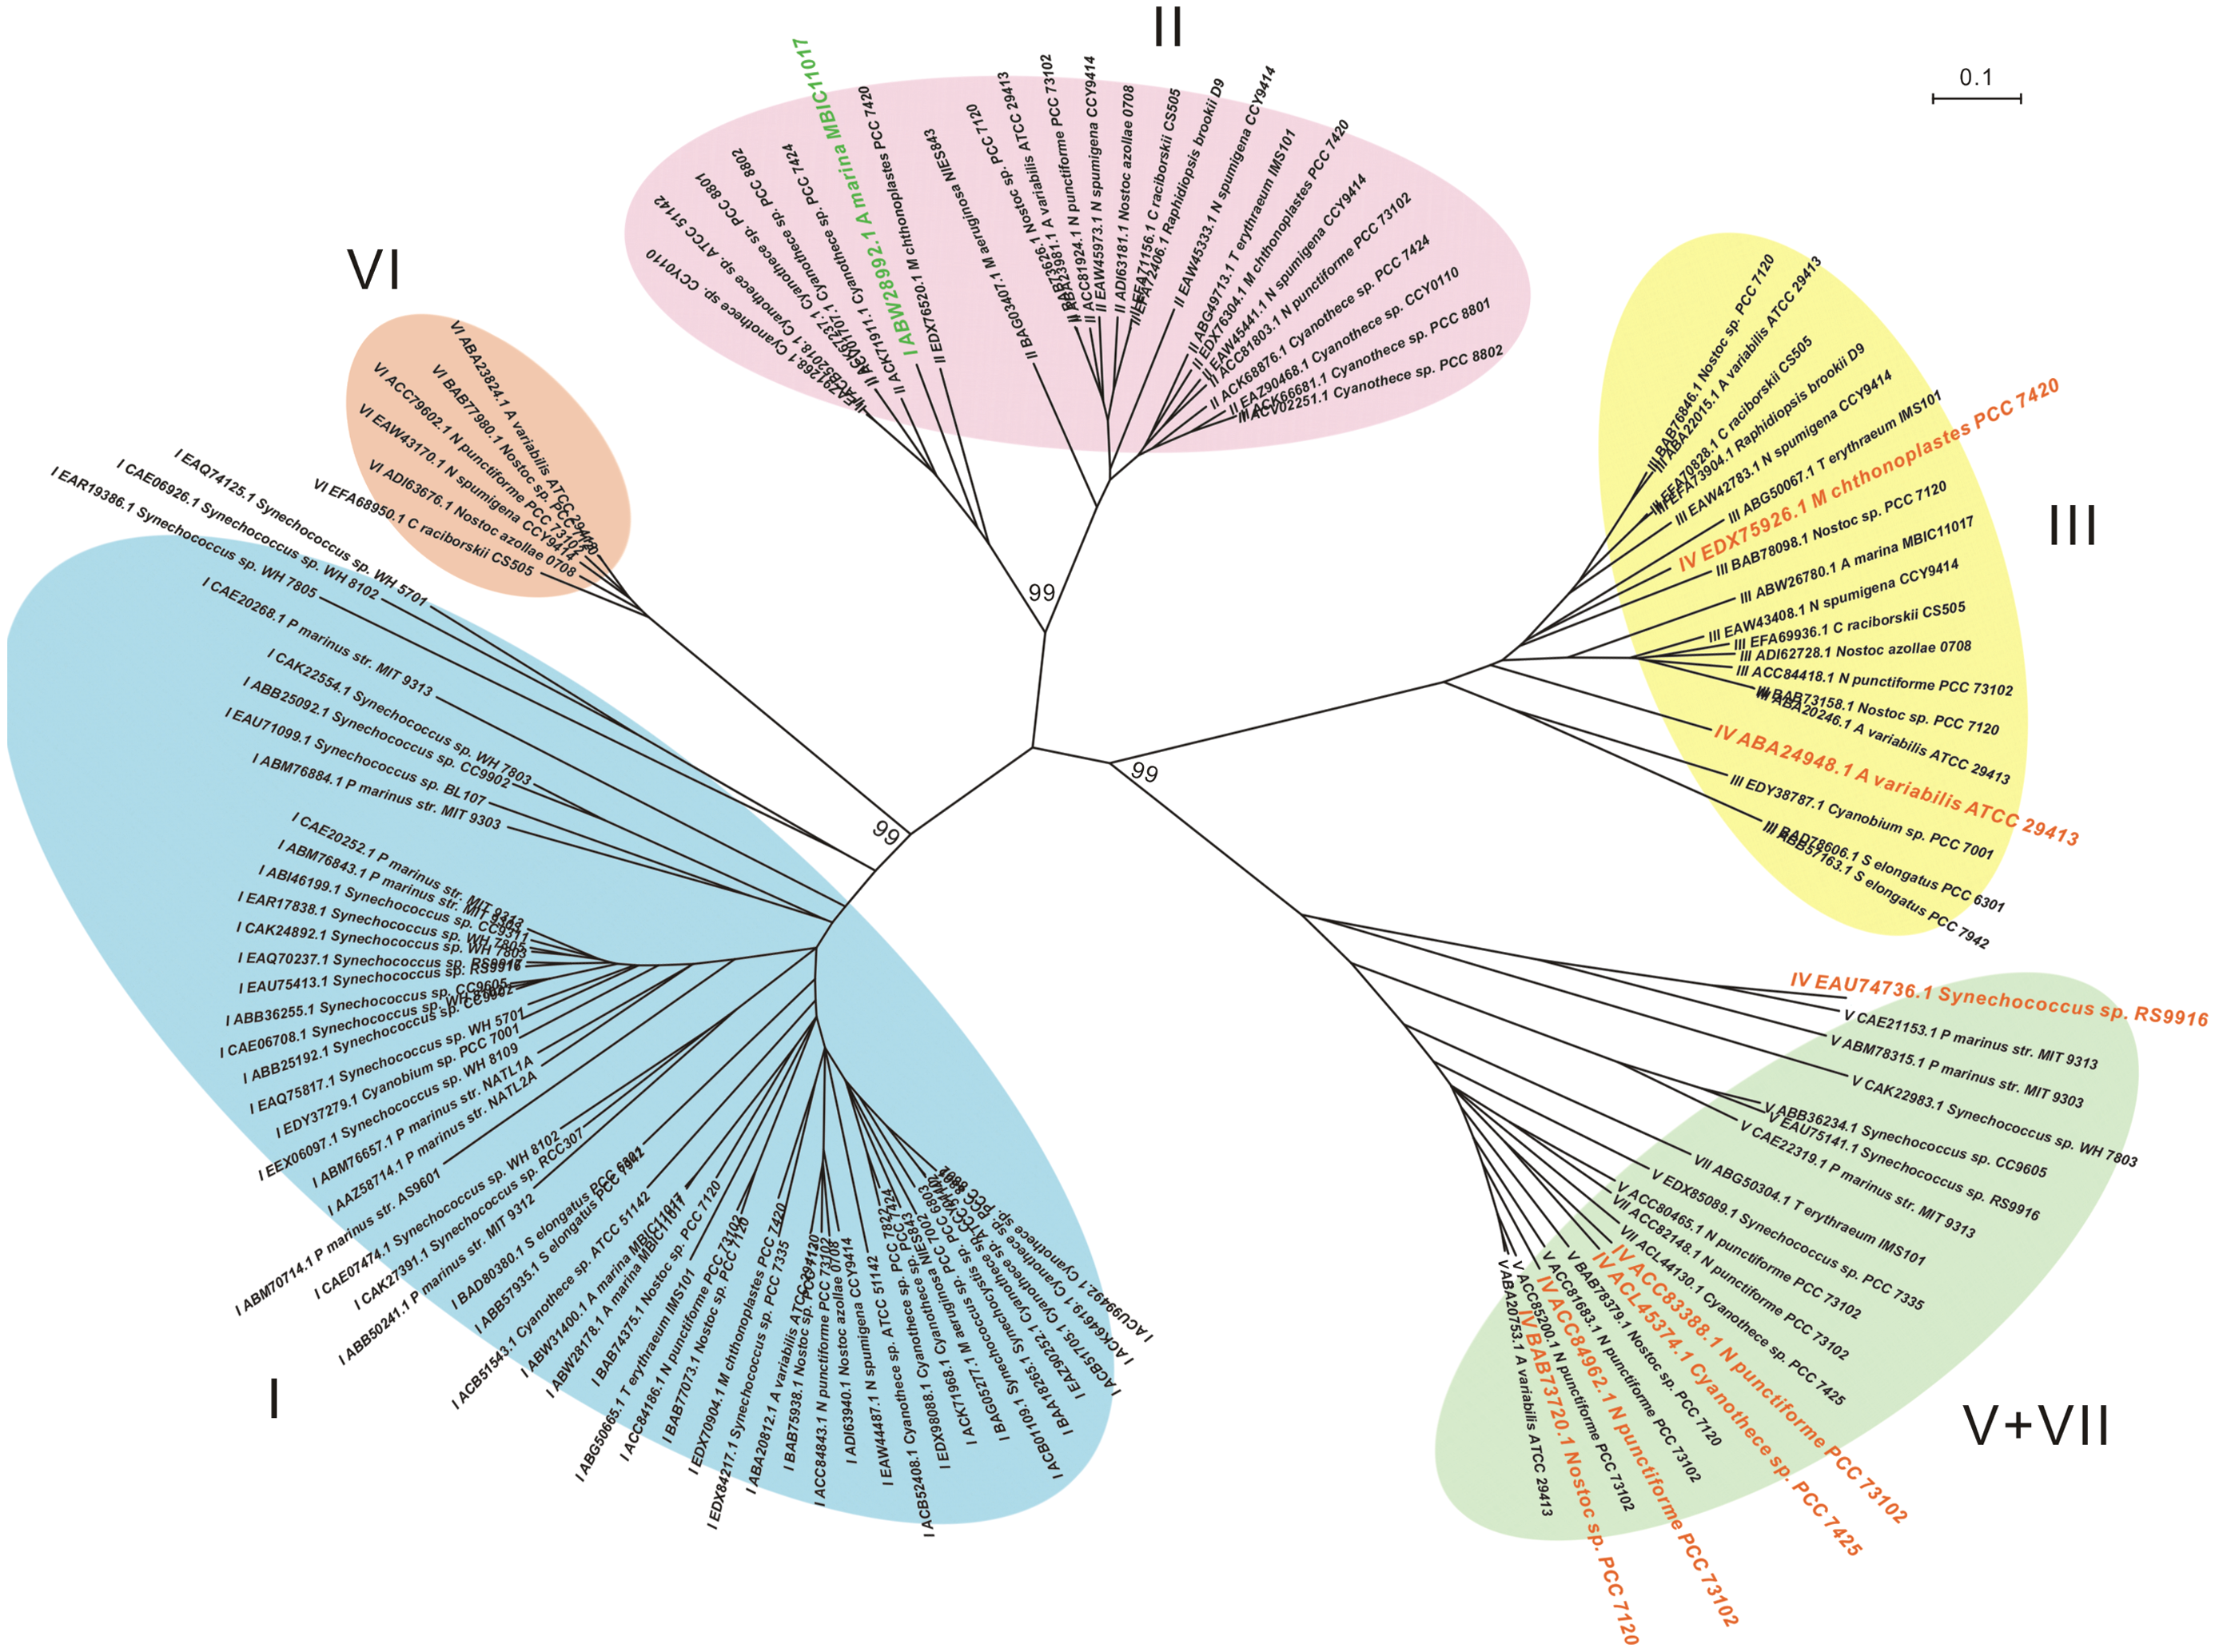 II
0.1
I ABW28992.1 A marina MBIC11017
II EDX76520.1 M chthonoplastes PCC 7420
II BAG03407.1 M aeruginosa NIES843
Nostoc sp. PCC 7120
A variabilis ATCC 29413
II ACC81924.1 N punctiforme PCC 73102
II EAW45973.1 N spumigena CCY9414
II ADI63181.1 Nostoc azollae 0708
EFA71156.1 C raciborskii CS505
EFA72406.1 Raphidiopsis brookii D9
II EAW45333.1 N spumigena CCY9414
II ABG49713.1 T erythraeum IMS101
II EDX76304.1 M chthonoplastes PCC 7420
II EAW45441.1 N spumigena CCY9414
II ACC81803.1 N punctiforme PCC 73102
II ACK68876.1 Cyanothece sp. PCC 7424
II EAZ90468.1 Cyanothece sp. CCY0110
II ACK66681.1 Cyanothece sp. PCC 8801
II ACV02251.1 Cyanothece sp. PCC 8802
II ACK71911.1 Cyanothece sp. PCC 7424
Cyanothece sp. PCC 8802
Cyanothece sp. PCC 8801
Cyanothece sp. ATCC 51142
Cyanothece sp. CCY0110
VI
VI ABA23824.1 A variabilis ATCC 29413
VI BAB77980.1 Nostoc sp. PCC 7120
VI ACC79602.1 N punctiforme PCC 73102
VI EAW43170.1 N spumigena CCY9414
VI ADI63676.1 Nostoc azollae 0708
VI EFA68950.1 C raciborskii CS505
III
III BAB76846.1 Nostoc sp. PCC 7120
III ABA22015.1 A variabilis ATCC 29413
EFA70828.1 C raciborskii CS505
EFA73904.1 Raphidiopsis brookii D9
III EAW42783.1 N spumigena CCY9414
III ABG50067.1 T erythraeum IMS101
IV EDX75926.1 M chthonoplastes PCC 7420
III BAB78098.1 Nostoc sp. PCC 7120
III ABW26780.1 A marina MBIC11017
III EAW43408.1 N spumigena CCY9414
III EFA69936.1 C raciborskii CS505
III ADI62728.1 Nostoc azollae 0708
III ACC84418.1 N punctiforme PCC 73102
BAB73158.1 Nostoc sp. PCC 7120
ABA20246.1 A variabilis ATCC 29413
IV ABA24948.1 A variabilis ATCC 29413
III EDY38787.1 Cyanobium sp. PCC 7001
III BAD78606.1 S elongatus PCC 6301
ABB57163.1 S elongatus PCC 7942
99
99
99
I EAQ74125.1 Synechococcus sp. WH 5701
I CAE06926.1 Synechococcus sp. WH 8102
I EAR19386.1 Synechococcus sp. WH 7805
I CAE20268.1 P marinus str. MIT 9313
I CAK22554.1 Synechococcus sp. WH 7803
I ABB25092.1 Synechococcus sp. CC9902
I EAU71099.1 Synechococcus sp. BL107
I ABM76884.1 P marinus str. MIT 9303
I CAE20252.1 P marinus str. MIT 9313
I ABM76843.1 P marinus str. MIT 9303
I ABI46199.1 Synechococcus sp. CC9311
I EAR17838.1 Synechococcus sp. WH 7805
I CAK24892.1 Synechococcus sp. WH 7803
I EAQ70237.1 Synechococcus sp. RS9917
I EAU75413.1 Synechococcus sp. RS9916
I ABB36255.1 Synechococcus sp. CC9605
I CAE06708.1 Synechococcus sp. WH 8102
I ABB25192.1 Synechococcus sp. CC9902
I EAQ75817.1 Synechococcus sp. WH 5701
I EDY37279.1 Cyanobium sp. PCC 7001
I EEX06097.1 Synechococcus sp. WH 8109
I ABM76657.1 P marinus str. NATL1A
I AAZ58714.1 P marinus str. NATL2A
I ABM70714.1 P marinus str. AS9601
I CAE07474.1 Synechococcus sp. WH 8102
I CAK27391.1 Synechococcus sp. RCC307
I ABB50241.1 P marinus str. MIT 9312
I BAD80380.1 S elongatus PCC 6301
I ABB57935.1 S elongatus PCC 7942
I ACB51543.1 Cyanothece sp. ATCC 51142
I ABW31400.1 A marina MBIC11017
I ABW28178.1 A marina MBIC11017
I BAB74375.1 Nostoc sp. PCC 7120
I ABG50665.1 T erythraeum IMS101
I ACC84186.1 N punctiforme PCC 73102
I BAB77073.1 Nostoc sp. PCC 7120
I EDX70904.1 M chthonoplastes PCC 7420
I EDX84217.1 Synechococcus sp. PCC 7335
I ABA20812.1 A variabilis ATCC 29413
I BAB75938.1 Nostoc sp. PCC 7120
I ACC84843.1 N punctiforme PCC 73102
I ADI63940.1 Nostoc azollae 0708
I EAW44487.1 N spumigena CCY9414
I ACB52408.1 Cyanothece sp. ATCC 51142
I EDX98088.1 Cyanothece sp. PCC 7822
I ACK71968.1 Cyanothece sp. PCC 7424
I BAG05277.1 M aeruginosa NIES843
I ACB01109.1 Synechococcus sp. PCC 7002
I BAA18265.1 Synechocystis sp. PCC 6803
I EAZ90252.1 Cyanothece sp.
I ACB51705.1 Cyanothece sp. ATCC
I ACK64619.1 Cyanothece sp. PCC
I ACU99492.1 Cyanothece sp. PCC
I
IV EAU74736.1 Synechococcus sp. RS9916
V CAE21153.1 P marinus str. MIT 9313
V ABM78315.1 P marinus str. MIT 9303
V CAK22983.1 Synechococcus sp. WH 7803
V ABB36234.1 Synechococcus sp. CC9605
V EAU75141.1 Synechococcus sp. RS9916
V CAE22319.1 P marinus str. MIT 9313
VII ABG50304.1 T erythraeum IMS101
V EDX85089.1 Synechococcus sp. PCC 7335
V ACC80465.1 N punctiforme PCC 73102
VII ACC82148.1 N punctiforme PCC 73102
VII ACL44130.1 Cyanothece sp. PCC 7425
IV ACC83388.1 N punctiforme PCC 73102
IV ACL45374.1 Cyanothece sp. PCC 7425
V BAB78379.1 Nostoc sp. PCC 7120
V ACC81683.1 N punctiforme PCC 73102
IV ACC84962.1 N punctiforme PCC 73102
V ACC85200.1 N punctiforme PCC 73102
IV BAB73720.1 Nostoc sp. PCC 7120
V ABA20753.1 A variabilis ATCC 29413
V+VII